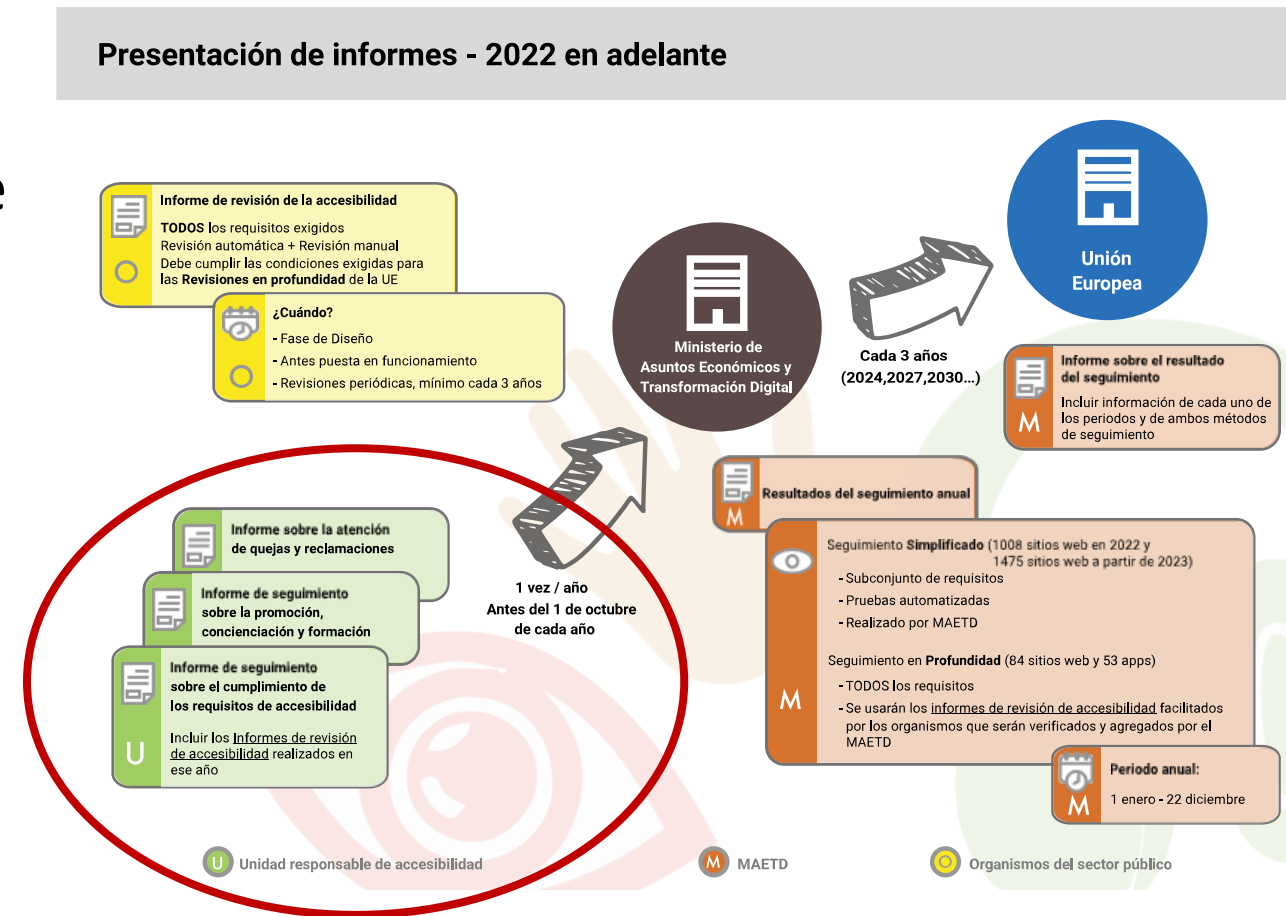 Presentación de informes - 2022 en adelante
e
Informe de revisión de la accesibilidad
TODOS los requisitos exigidos
Revisión automática + Revisión manual
Debe cumplir las condiciones exigidas para
las Revisiones en profundidad de la UE
¿Cuándo?
- Fase de Diseño
- Antes puesta en funcionamiento
- Revisiones periódicas, mínimo cada 3 años
Ministerio de
Asuntos Económicos y
Transformación Digital
Cada 3 años
(2024,2027,2030...)
Unión
Europea
Informe sobre el resultado
del seguimiento
Incluir información de cada uno de
los periodos y de ambos métodos
de seguimiento
M
Informe sobre la atención
de quejas y reclamaciones
Informe de seguimiento
sobre la promoción,
concienciación y formación
Informe de seguimiento
sobre el cumplimiento de
los requisitos de accesibilidad
Incluir los Informes de revisión
de accesibilidad realizados en
ese año
U
1 vez / año
Antes del 1 de octubre
de cada año
Resultados del seguimiento anual
M
Seguimiento Simplificado (1008 sitios web en 2022 y
1475 sitios web a partir de 2023)
- Subconjunto de requisitos
- Pruebas automatizadas
- Realizado por MAETD
Seguimiento en Profundidad (84 sitios web y 53 apps)
- TODOS los requisitos
- Se usarán los informes de revisión de accesibilidad facilitados
por los organismos que serán verificados y agregados por el
MAETD
M
Periodo anual:
1 enero - 22 diciembre
M
U Unidad responsable de accesibilidad
M MAETD
O Organismos del sector público